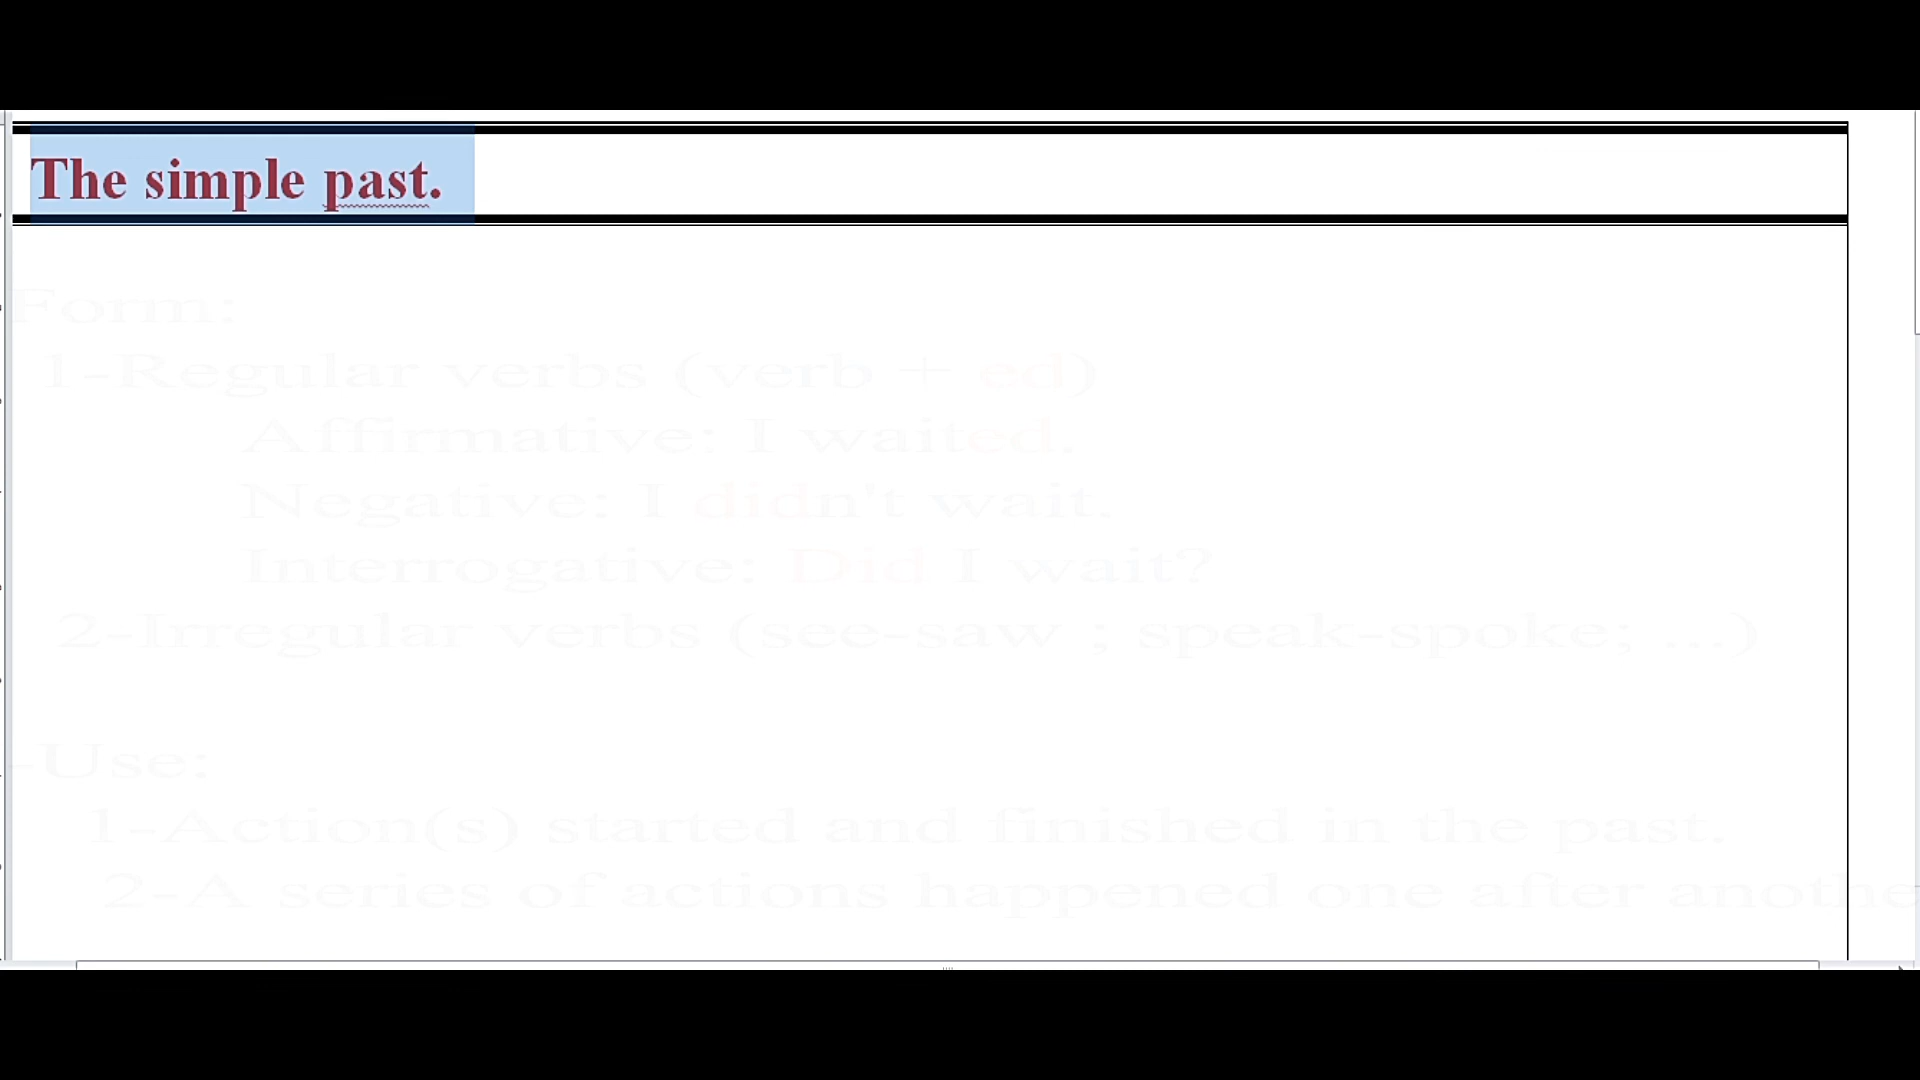 The simple past.
Form:
1-Regular verbs (verb + ed)
Affirmative: I waited.
Negative: I didn't wait.
Interrogative: Did I wait?
2-Irregular verbs (see-saw ; speak-spoke; ...)
-Use:
1-Action(s) started and finished in the past.
2-A series of actions happened one after anothe